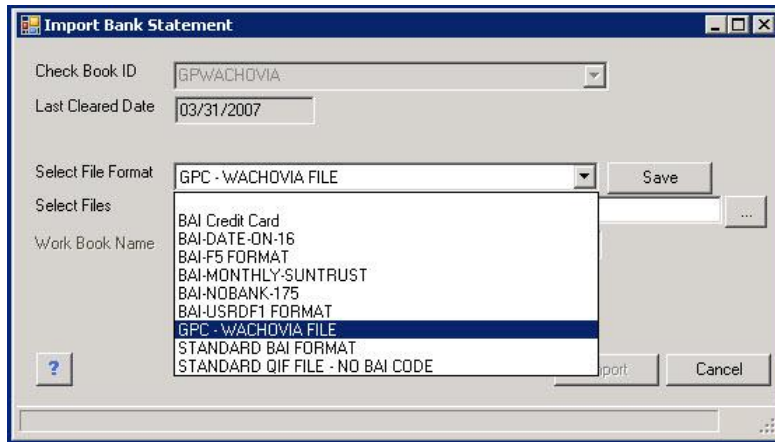 Import Bank Statement
Check Book ID
GPWACHOVIA
Last Cleared Date
03/31/2007
Select File Format
GPC - WACHOVIA FILE
Save
Select Files
...
Work Book Name
BAI Credit Card
BAI-DATE-ON-16
BAI-F5 FORMAT
BAI-MONTHLY-SUNTRUST
BAI-NOBANK-175
BAI-USRDF1 FORMAT
GPC - WACHOVIA FILE
STANDARD BAI FORMAT
STANDARD QIF FILE - NO BAI CODE
?
port
Cancel